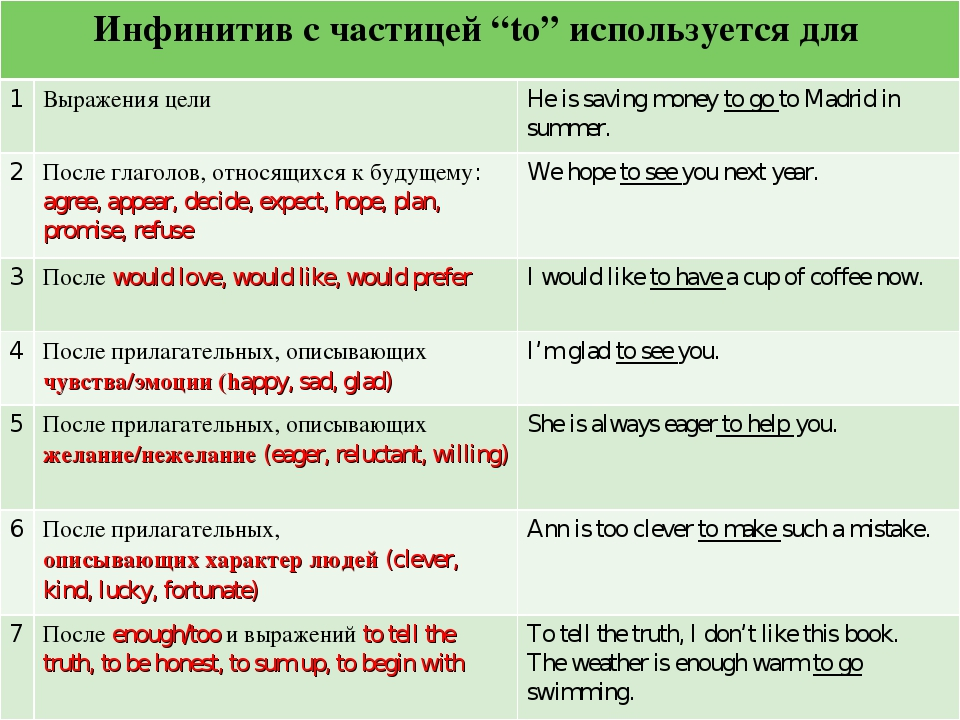 Инфинитив с частицей “to” используется для
1 Выражения цели
He is saving money to go to Madrid in
summer.
2 После глаголов, относящихся к будущему:
agree, appear, decide, expect, hope, plan,
promise, refuse
We hope to see you next year.
3 После would love, would like, would prefer
I would like to have a cup of coffee now.
4 После прилагательных, описывающих
чувства/эмоции (happy, sad, glad)
I’m glad to see you.
5 После прилагательных, описывающих
желание/нежелание (eager, reluctant, willing)
She is always eager to help you.
6 После прилагательных,
описывающих характер людей (clever,
kind, lucky, fortunate)
Ann is too clever to make such a mistake.
7 После enough/too и выражений to tell the
truth, to be honest, to sum up, to begin with
To tell the truth, I don’t like this book.
The weather is enough warm to go
swimming.